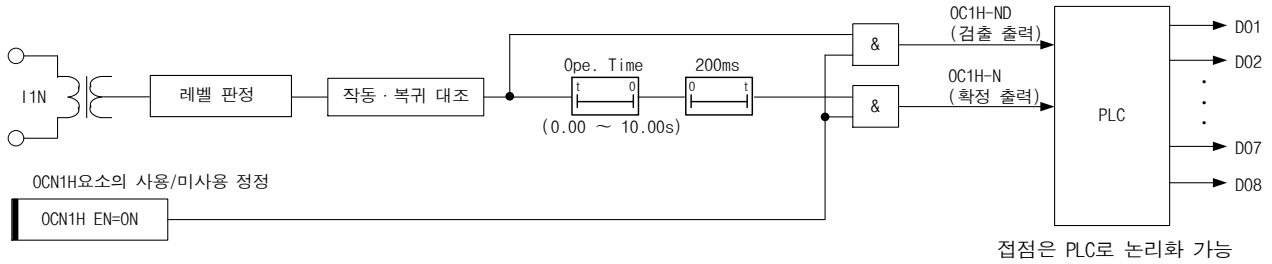 I1N
레벨 판정
작동·복귀 대조
Ope. Time
t 0
(0.00 ~ 10.00s)
200ms
0 t
&
&
OC1H-ND
(검출 출력)
OC1H-N
(확정 출력)
PLC
D01
D02
D07
D08
OCN1H요소의 사용/미사용 정정
OCN1H EN=ON
접점은 PLC로 논리화 가능